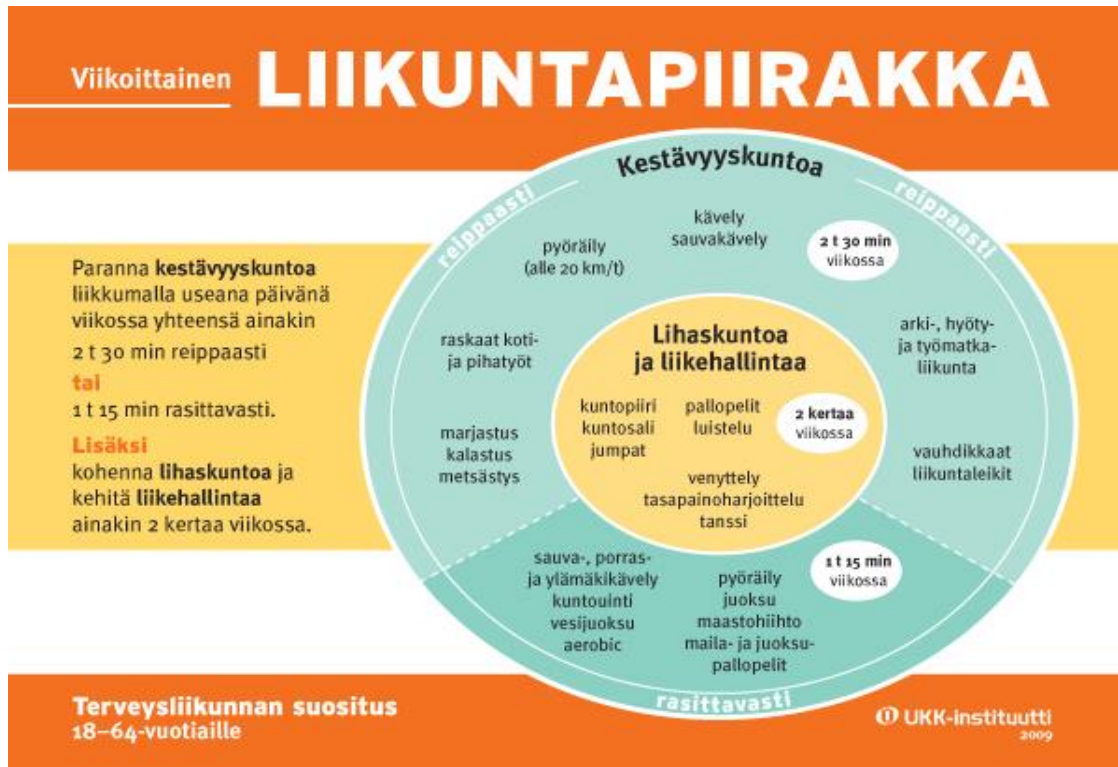 Viikoittainen LIIKUNTAPIIRAKKA
Paranna kestävyyskuntoa
liikkumalla useana päivänä
viikossa yhteensä ainakin
2 t 30 min reippaasti
tai
1 t 15 min rasittavasti.
Lisäksi
kohenna lihaskuntoa ja
kehitä liikehallintaa
ainakin 2 kertaa viikossa.
Kestävyyskuntoa
reippaasti
reippaasti
kävely
sauvakävely
2 t 30 min
viikossa
pyöräily
(alle 20 km/t)
raskaat koti-
ja pihatyöt
marjastus
kalastus
metsästys
arki-, hyöty-
ja työmatka-
liikunta
vauhdikkaat
liikuntaleikit
Lihaskuntoa
ja liikehallintaa
kuntopiiri
kuntosali
jumpat
pallopelit
luistelu
2 kertaa
viikossa
venyttely
tasapainoharjoittelu
tanssi
sauva-, porras-
ja ylämäkikävely
kuntouinti
vesijuoksu
aerobic
pyöräily
juoksu
maastohiihto
maila- ja juoksu-
pallopelit
1 t 15 min
viikossa
rasittavasti
Terveysliikunnan suositus
18–64-vuotiaille
UKK-instituutti
2009